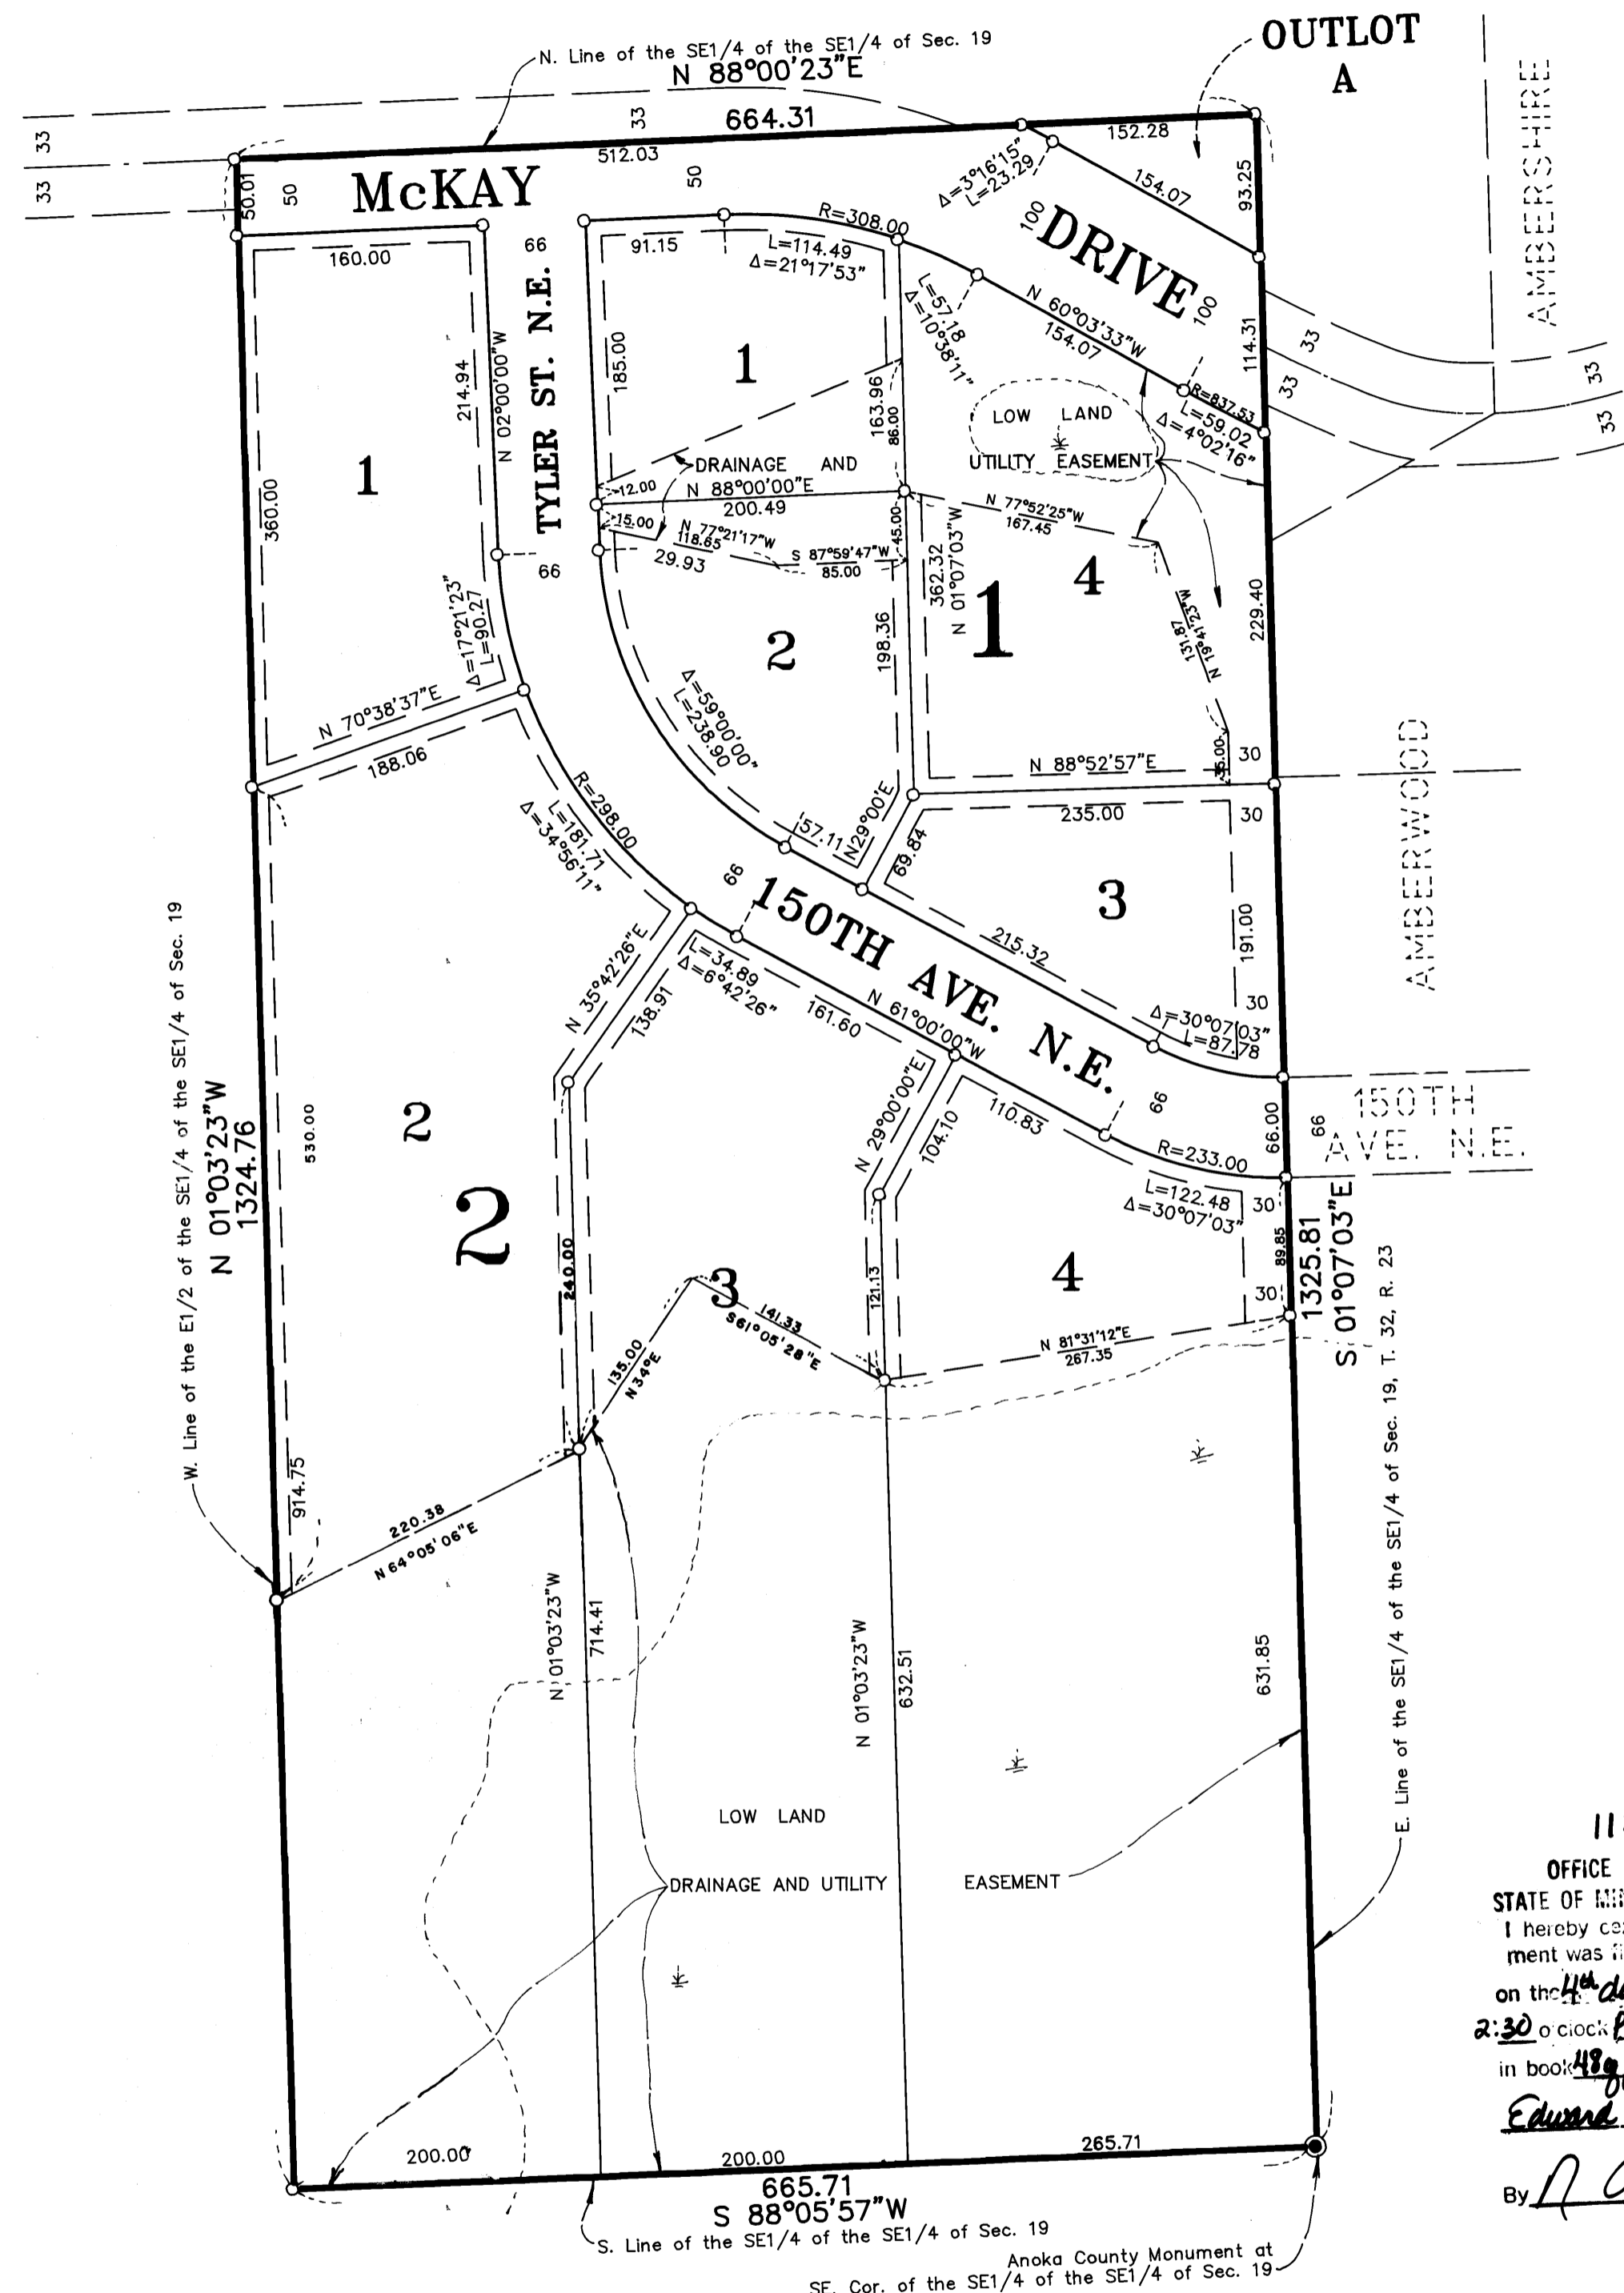 OUTLOT
A
N. Line of the SE1/4 of the SE1/4 of Sec. 19
N 88°00'23"E
664.31
512.03
152.28
33
33
33
50.01
50
50
McKAY
DRIVE
Δ=3°16'15"
L=23.29
154.07
93.25
100
100
AMBERSHIRE
160.00
66
91.15
R=308.00
L=114.49
Δ=21°17'53"
L=57.18
Δ=10°38'11"
N 60°03'33"W
154.07
114.31
33
33
33
33
R=837.53
L=59.02
Δ=4°02'16"
TYLER ST. N.E.
N 02°00'00"W
214.94
185.00
1
1
163.96
86.00
LOW LAND
DRAINAGE AND
UTILITY EASEMENT
12.00
N 88°00'00"E
200.49
15.00
N 77°21'17"W
118.65
29.93
S 87°59'47"W
85.00
45.00
N 77°52'25"W
167.45
360.00
66
362.32
N 01°07'03"W
1
4
131.87
N 19°41'23"W
229.40
Δ=17°21'23"
L=90.27
2
198.36
Δ=59°00'00"
L=238.90
N 70°38'37"E
188.06
N 88°52'57"E
35.00
30
235.00
30
AMBERWOOD
R=298.00
L=181.71
Δ=34°56'11"
57.11
N29°00'E
69.84
3
66
150TH AVE. N.E.
215.32
191.00
30
Δ=30°07'03"
L=87.78
N 35°42'26"E
138.91
L=34.89
Δ=6°42'26"
161.60
N 61°00'00"W
W. Line of the E1/2 of the SE1/4 of the SE1/4 of Sec. 19
N 01°03'23"W
1324.76
530.00
2
2
N 29°00'00"E
104.10
110.83
66
R=233.00
66.00
66
150TH
AVE. N.E.
L=122.48
Δ=30°07'03"
30
89.85
30
1325.81
S 01°07'03"E
240.00
3
141.33
S61°05'28"E
135.00
N34°E
121.13
4
N 81°31'12"E
267.35
E. Line of the SE1/4 of the SE1/4 of Sec. 19, T. 32, R. 23
914.75
220.38
N 64°05'06"E
N 01°03'23"W
714.41
N 01°03'23"W
632.51
631.85
LOW LAND
DRAINAGE AND UTILITY EASEMENT
OFFICE
STATE OF
I hereby
ment was
on the 4th
2:30 o'clock
in book
Edward
By
200.00
200.00
265.71
665.71
S 88°05'57"W
S. Line of the SE1/4 of the SE1/4 of Sec. 19
Anoka County Monument at
SE. Cor. of the SE1/4 of the SE1/4 of Sec. 19